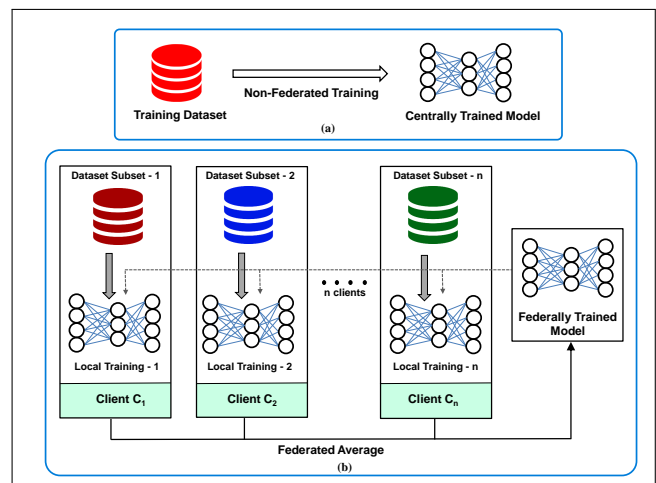 Non-Federated Training
Training Dataset
Centrally Trained Model
(a)
Dataset Subset - 1
Dataset Subset - 2
Dataset Subset - n
n clients
Federally Trained
Model
Local Training - 1
Local Training - 2
Local Training - n
Client C1
Client C2
Client Cn
Federated Average
(b)